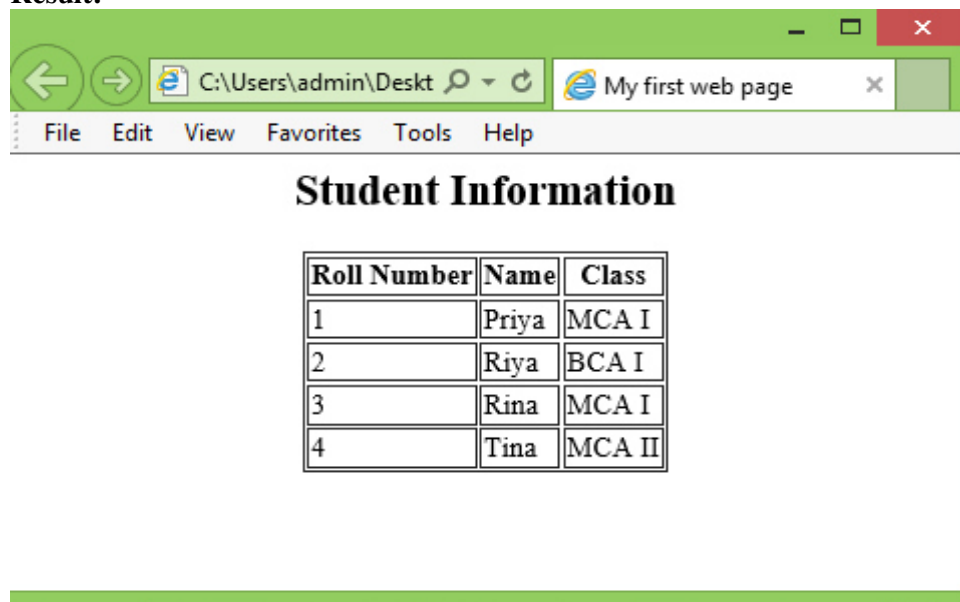 Result:
C:\Users\admin\Deskt
My first web page
File Edit View Favorites Tools Help
Student Information
Roll Number Name Class
1 Priya MCA I
2 Riya BCA I
3 Rina MCA I
4 Tina MCA II